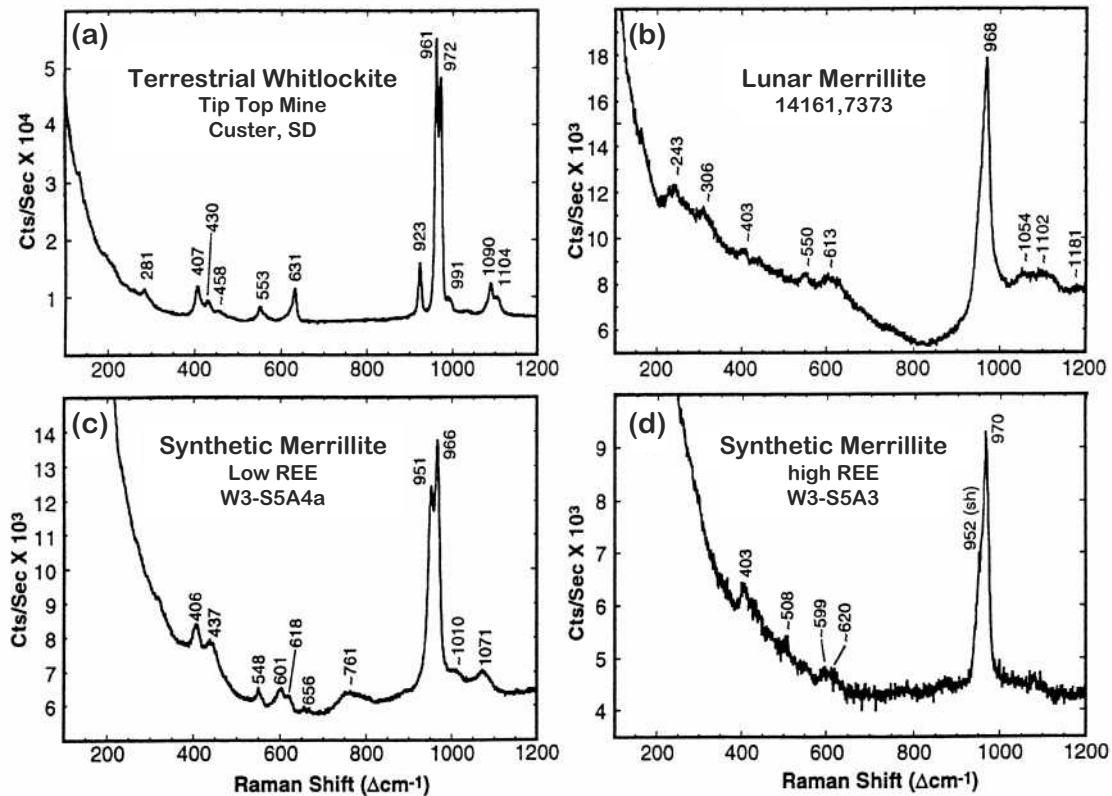 (a)
Terrestrial Whitlockite
Tip Top Mine
Custer, SD
Cts/Sec X 10⁴
5
4
3
2
1
281
407
430
~458
553
631
923
961
972
991
1090
1104
200 400 600 800 1000 1200
(b)
Lunar Merrillite
14161,7373
Cts/Sec X 10³
18
16
14
12
10
8
6
~243
~306
~403
~550
~613
968
~1054
~1102
~1181
200 400 600 800 1000 1200
(c)
Synthetic Merrillite
Low REE
W3-S5A4a
Cts/Sec X 10³
14
13
12
11
10
9
8
7
6
406
437
548
601
618
656
~761
951
966
~1010
1071
200 400 600 800 1000 1200
Raman Shift (Δcm-1)
(d)
Synthetic Merrillite
high REE
W3-S5A3
Cts/Sec X 10³
9
8
7
6
5
4
403
~508
~599
~620
952 (sh)
970
200 400 600 800 1000 1200
Raman Shift (Δcm-1)